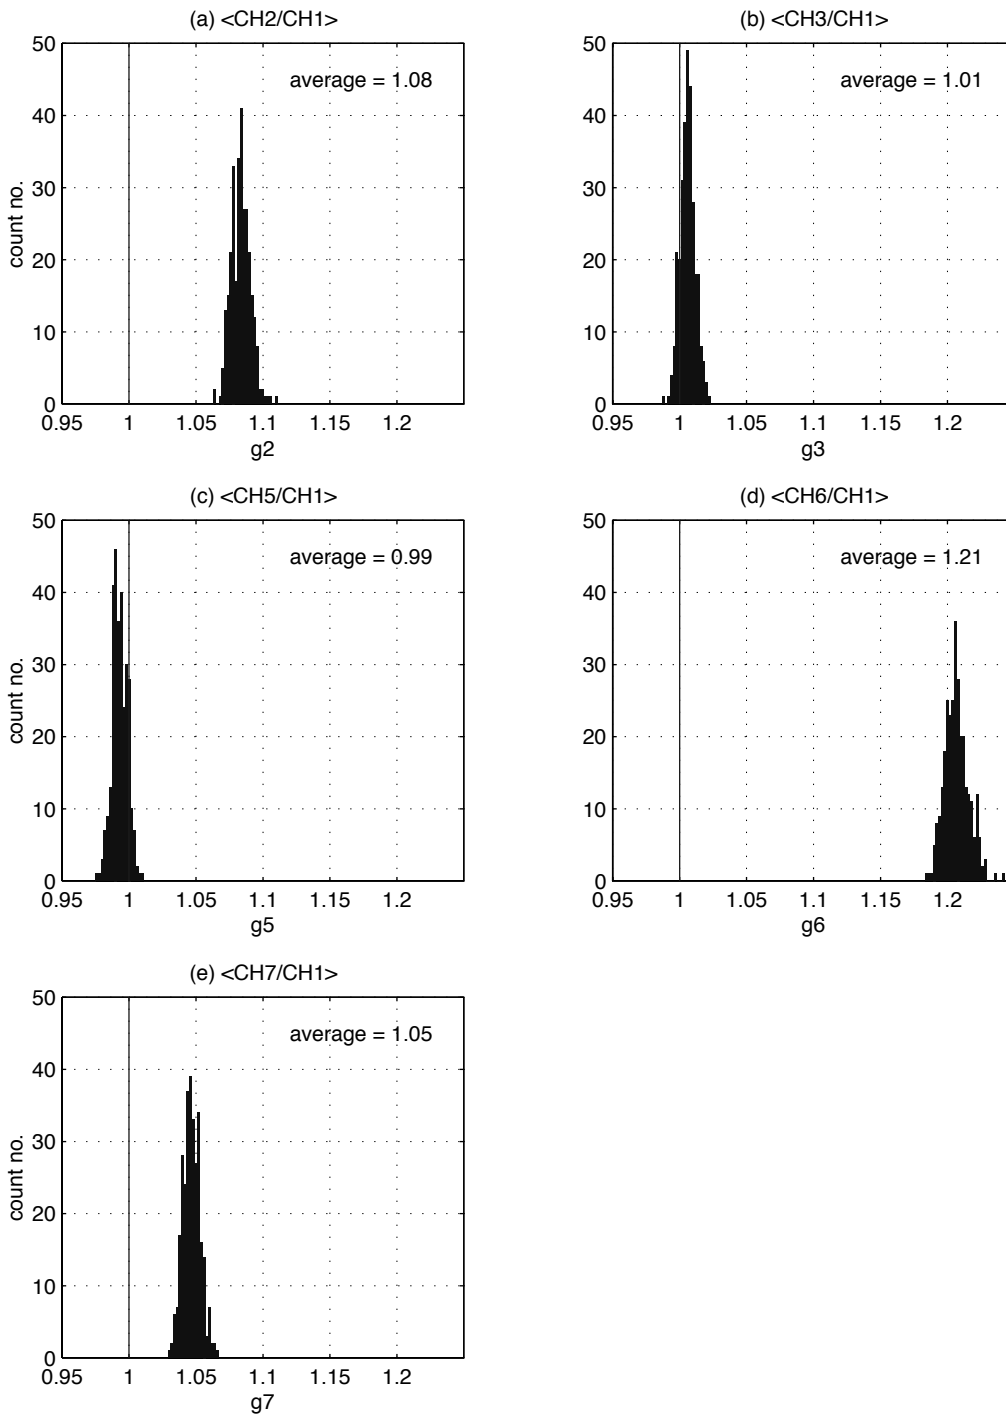 (a) <CH2/CH1>
average = 1.08
count no.
50
40
30
20
10
0
0.95 1 1.05 1.1 1.15 1.2
g2
(b) <CH3/CH1>
average = 1.01
50
40
30
20
10
0
0.95 1 1.05 1.1 1.15 1.2
g3
(c) <CH5/CH1>
average = 0.99
count no.
50
40
30
20
10
0
0.95 1 1.05 1.1 1.15 1.2
g5
(d) <CH6/CH1>
average = 1.21
50
40
30
20
10
0
0.95 1 1.05 1.1 1.15 1.2
g6
(e) <CH7/CH1>
average = 1.05
count no.
50
40
30
20
10
0
0.95 1 1.05 1.1 1.15 1.2
g7